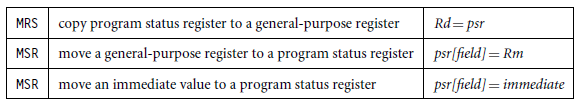 MRS copy program status register to a general-purpose register Rd = psr
MSR move a general-purpose register to a program status register psr[field] = Rm
MSR move an immediate value to a program status register psr[field] = immediate